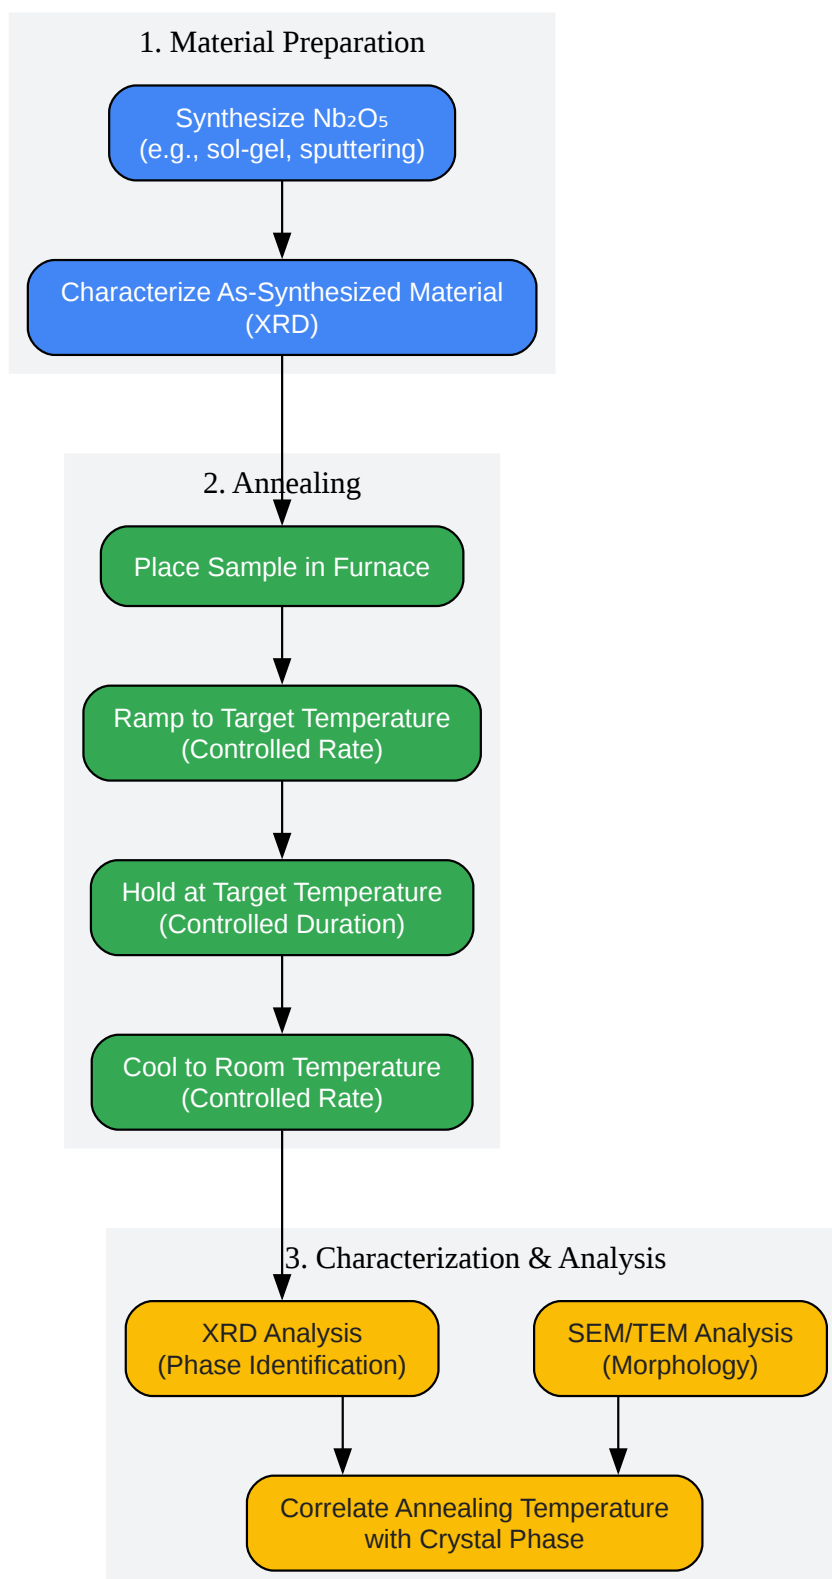 1. Material Preparation
Synthesize Nb₂O₅
(e.g., sol-gel, sputtering)
Characterize As-Synthesized Material
(XRD)
2. Annealing
Place Sample in Furnace
Ramp to Target Temperature
(Controlled Rate)
Hold at Target Temperature
(Controlled Duration)
Cool to Room Temperature
(Controlled Rate)
3. Characterization & Analysis
XRD Analysis
(Phase Identification)
SEM/TEM Analysis
(Morphology)
Correlate Annealing Temperature
with Crystal Phase